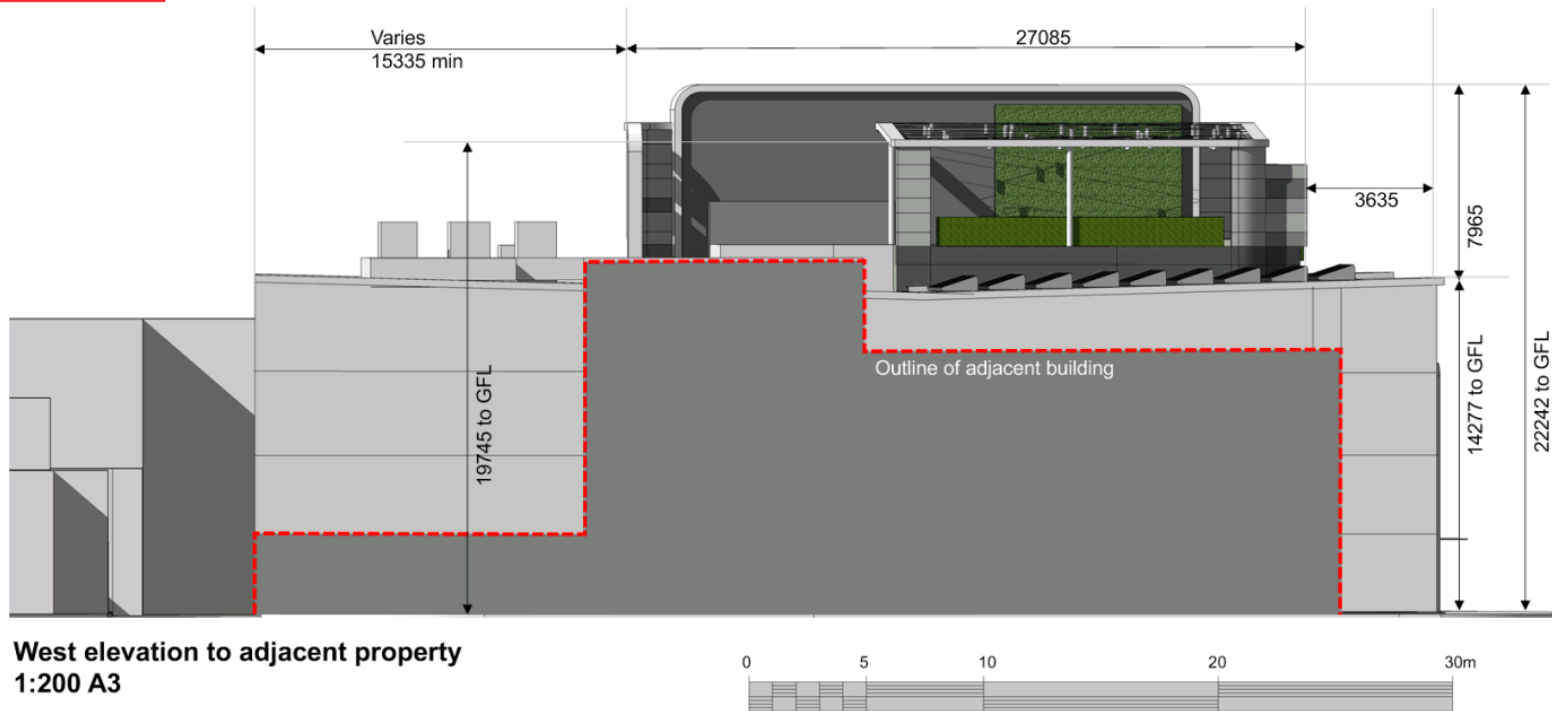 Varies
15335 min
27085
3635
7965
19745 to GFL
14277 to GFL
22242 to GFL
Outline of adjacent building
West elevation to adjacent property
1:200 A3
0 5 10 20 30m